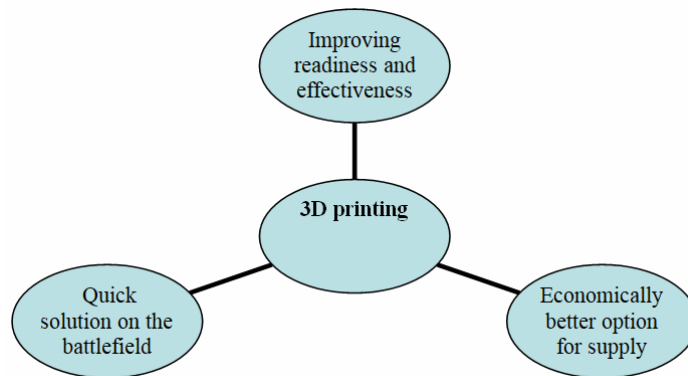 Improving
readiness and
effectiveness
3D printing
Quick
solution on the
battlefield
Economically
better option
for supply